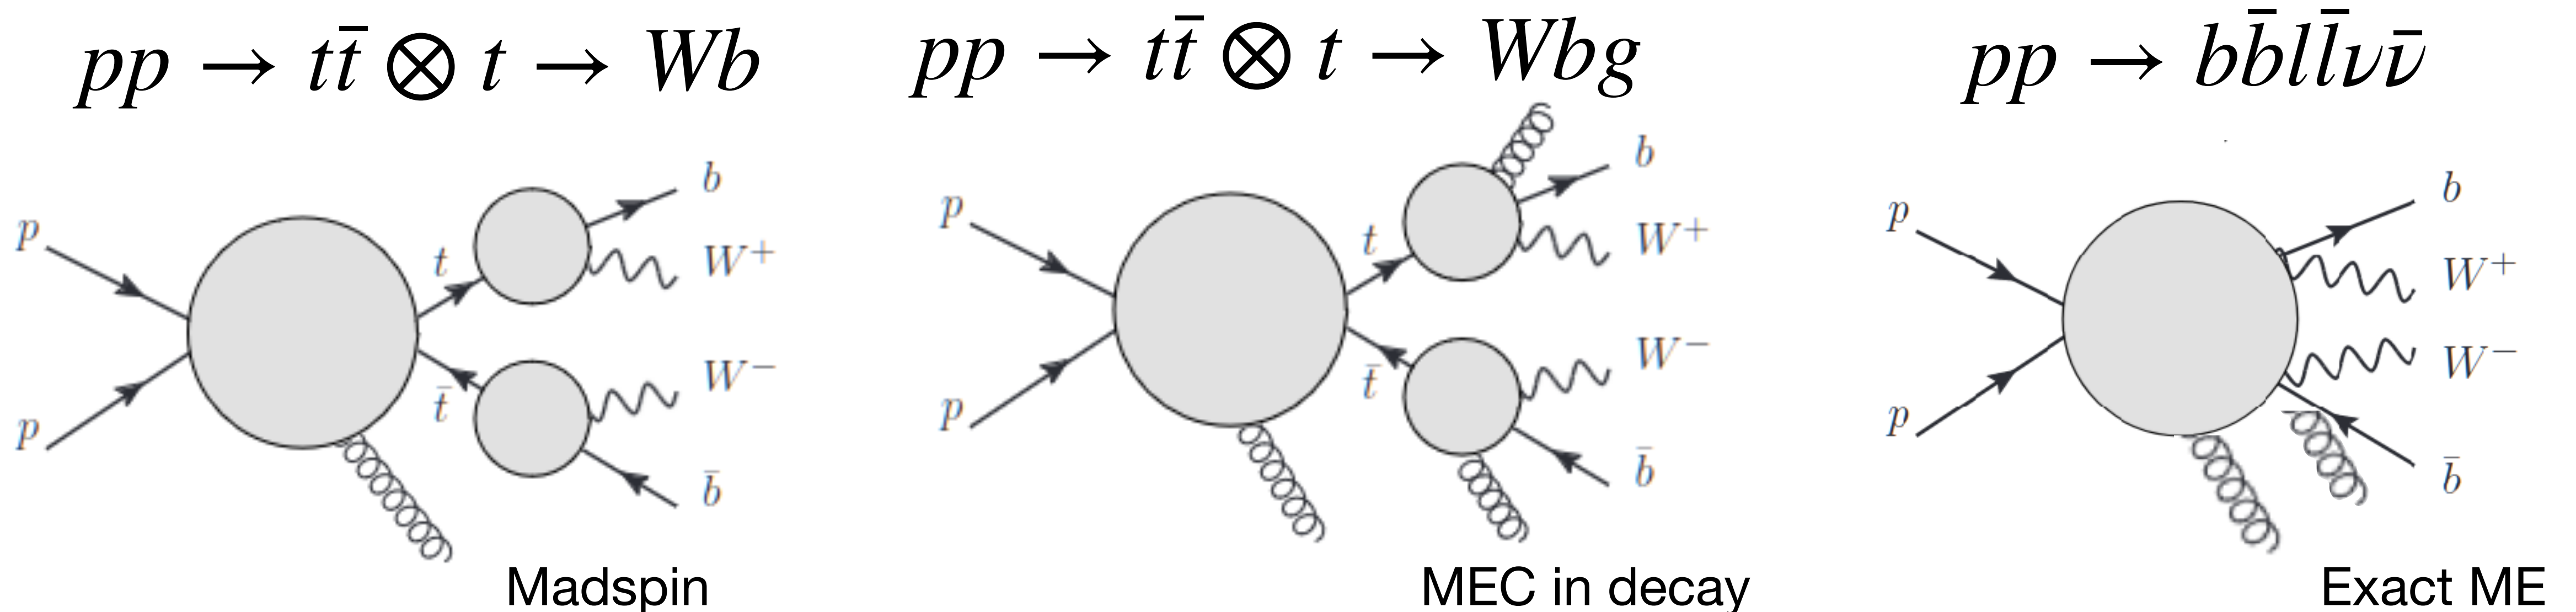 pp → tt̄ ⊗ t → Wb
p
p
t
t̄
b
W⁺
W⁻
b̄
Madspin
pp → tt̄ ⊗ t → Wbg
p
p
t
t̄
b
W⁺
W⁻
b̄
MEC in decay
pp → bb̄ll̄νν̄
p
p
b
W⁺
W⁻
b̄
Exact ME